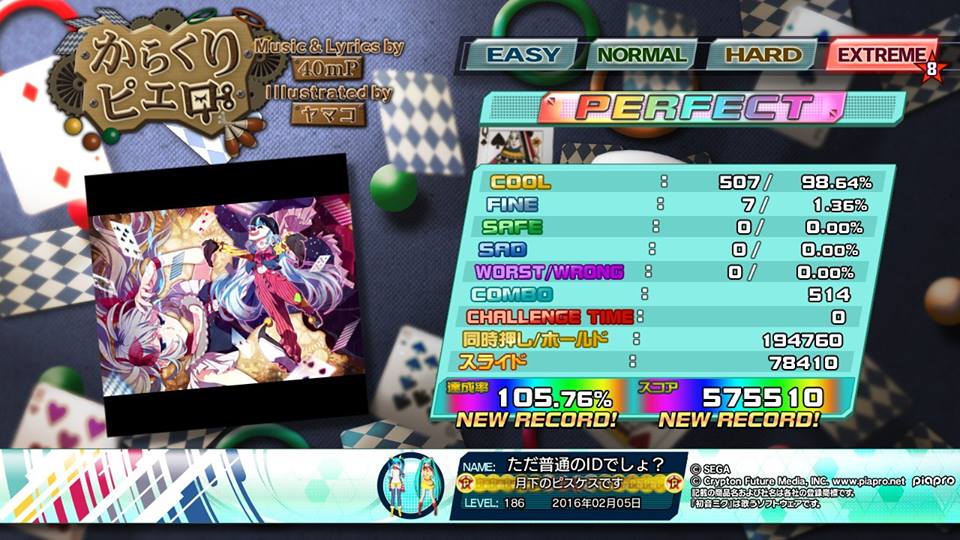 からくり
ピエロ
Music & Lyrics by
40mP
Illustrated by
ヤマコ
EASY NORMAL HARD EXTREME 8
PERFECT
COOL : 507 / 98.64%
FINE : 7 / 1.36%
SAFE : 0 / 0.00%
SAD : 0 / 0.00%
WORST/WRONG : 0 / 0.00%
COMBO : 514
CHALLENGE TIME : 0
同時押し/ホールド : 194760
スライド : 78410
達成率 105.76% スコア 575510
NEW RECORD! NEW RECORD!
NAME: ただ普通のIDでしょ?
月下のピスケスです
LEVEL: 186 2016年02月05日
© SEGA
© Crypton Future Media, INC. www.piapro.net piapro
記載の商品名および社名は各社の登録商標です。
「初音ミク」は歌うソフトウェアです。